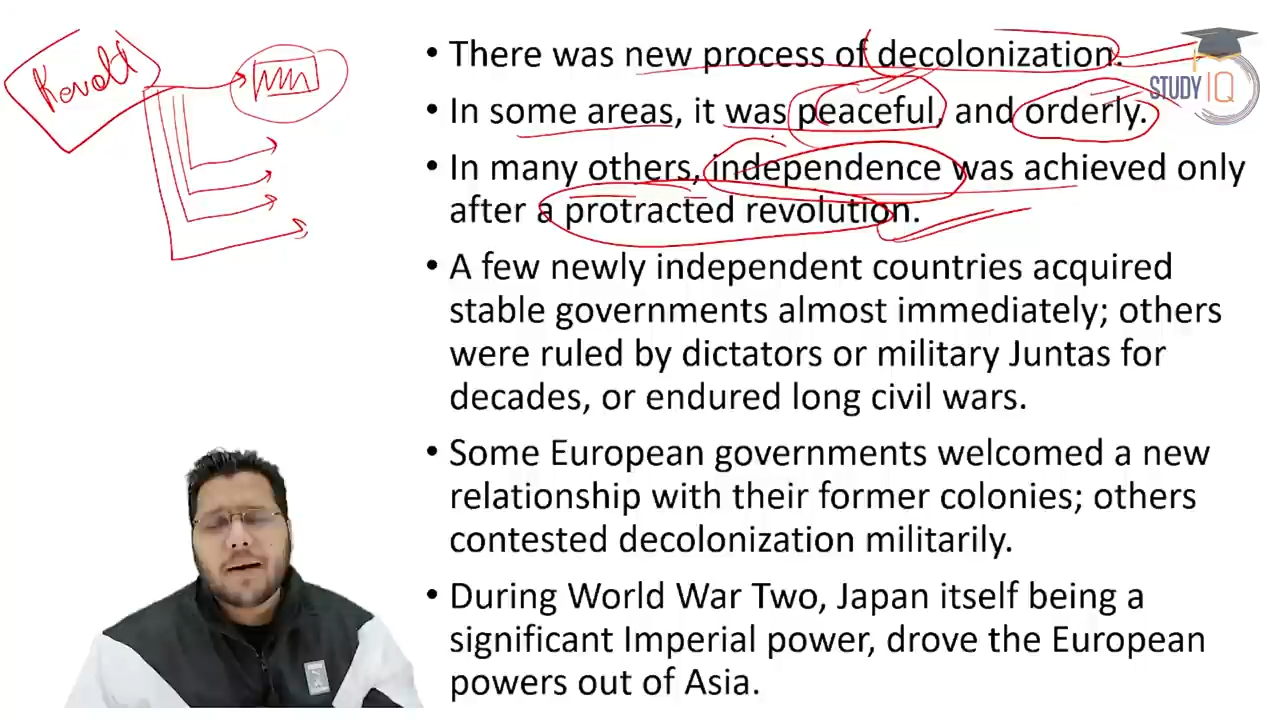 Revolt
• There was new process of decolonization.
• In some areas, it was peaceful, and orderly.
• In many others, independence was achieved only
after a protracted revolution.
• A few newly independent countries acquired
stable governments almost immediately; others
were ruled by dictators or military Juntas for
decades, or endured long civil wars.
• Some European governments welcomed a new
relationship with their former colonies; others
contested decolonization militarily.
• During World War Two, Japan itself being a
significant Imperial power, drove the European
powers out of Asia.
STUDY IQ